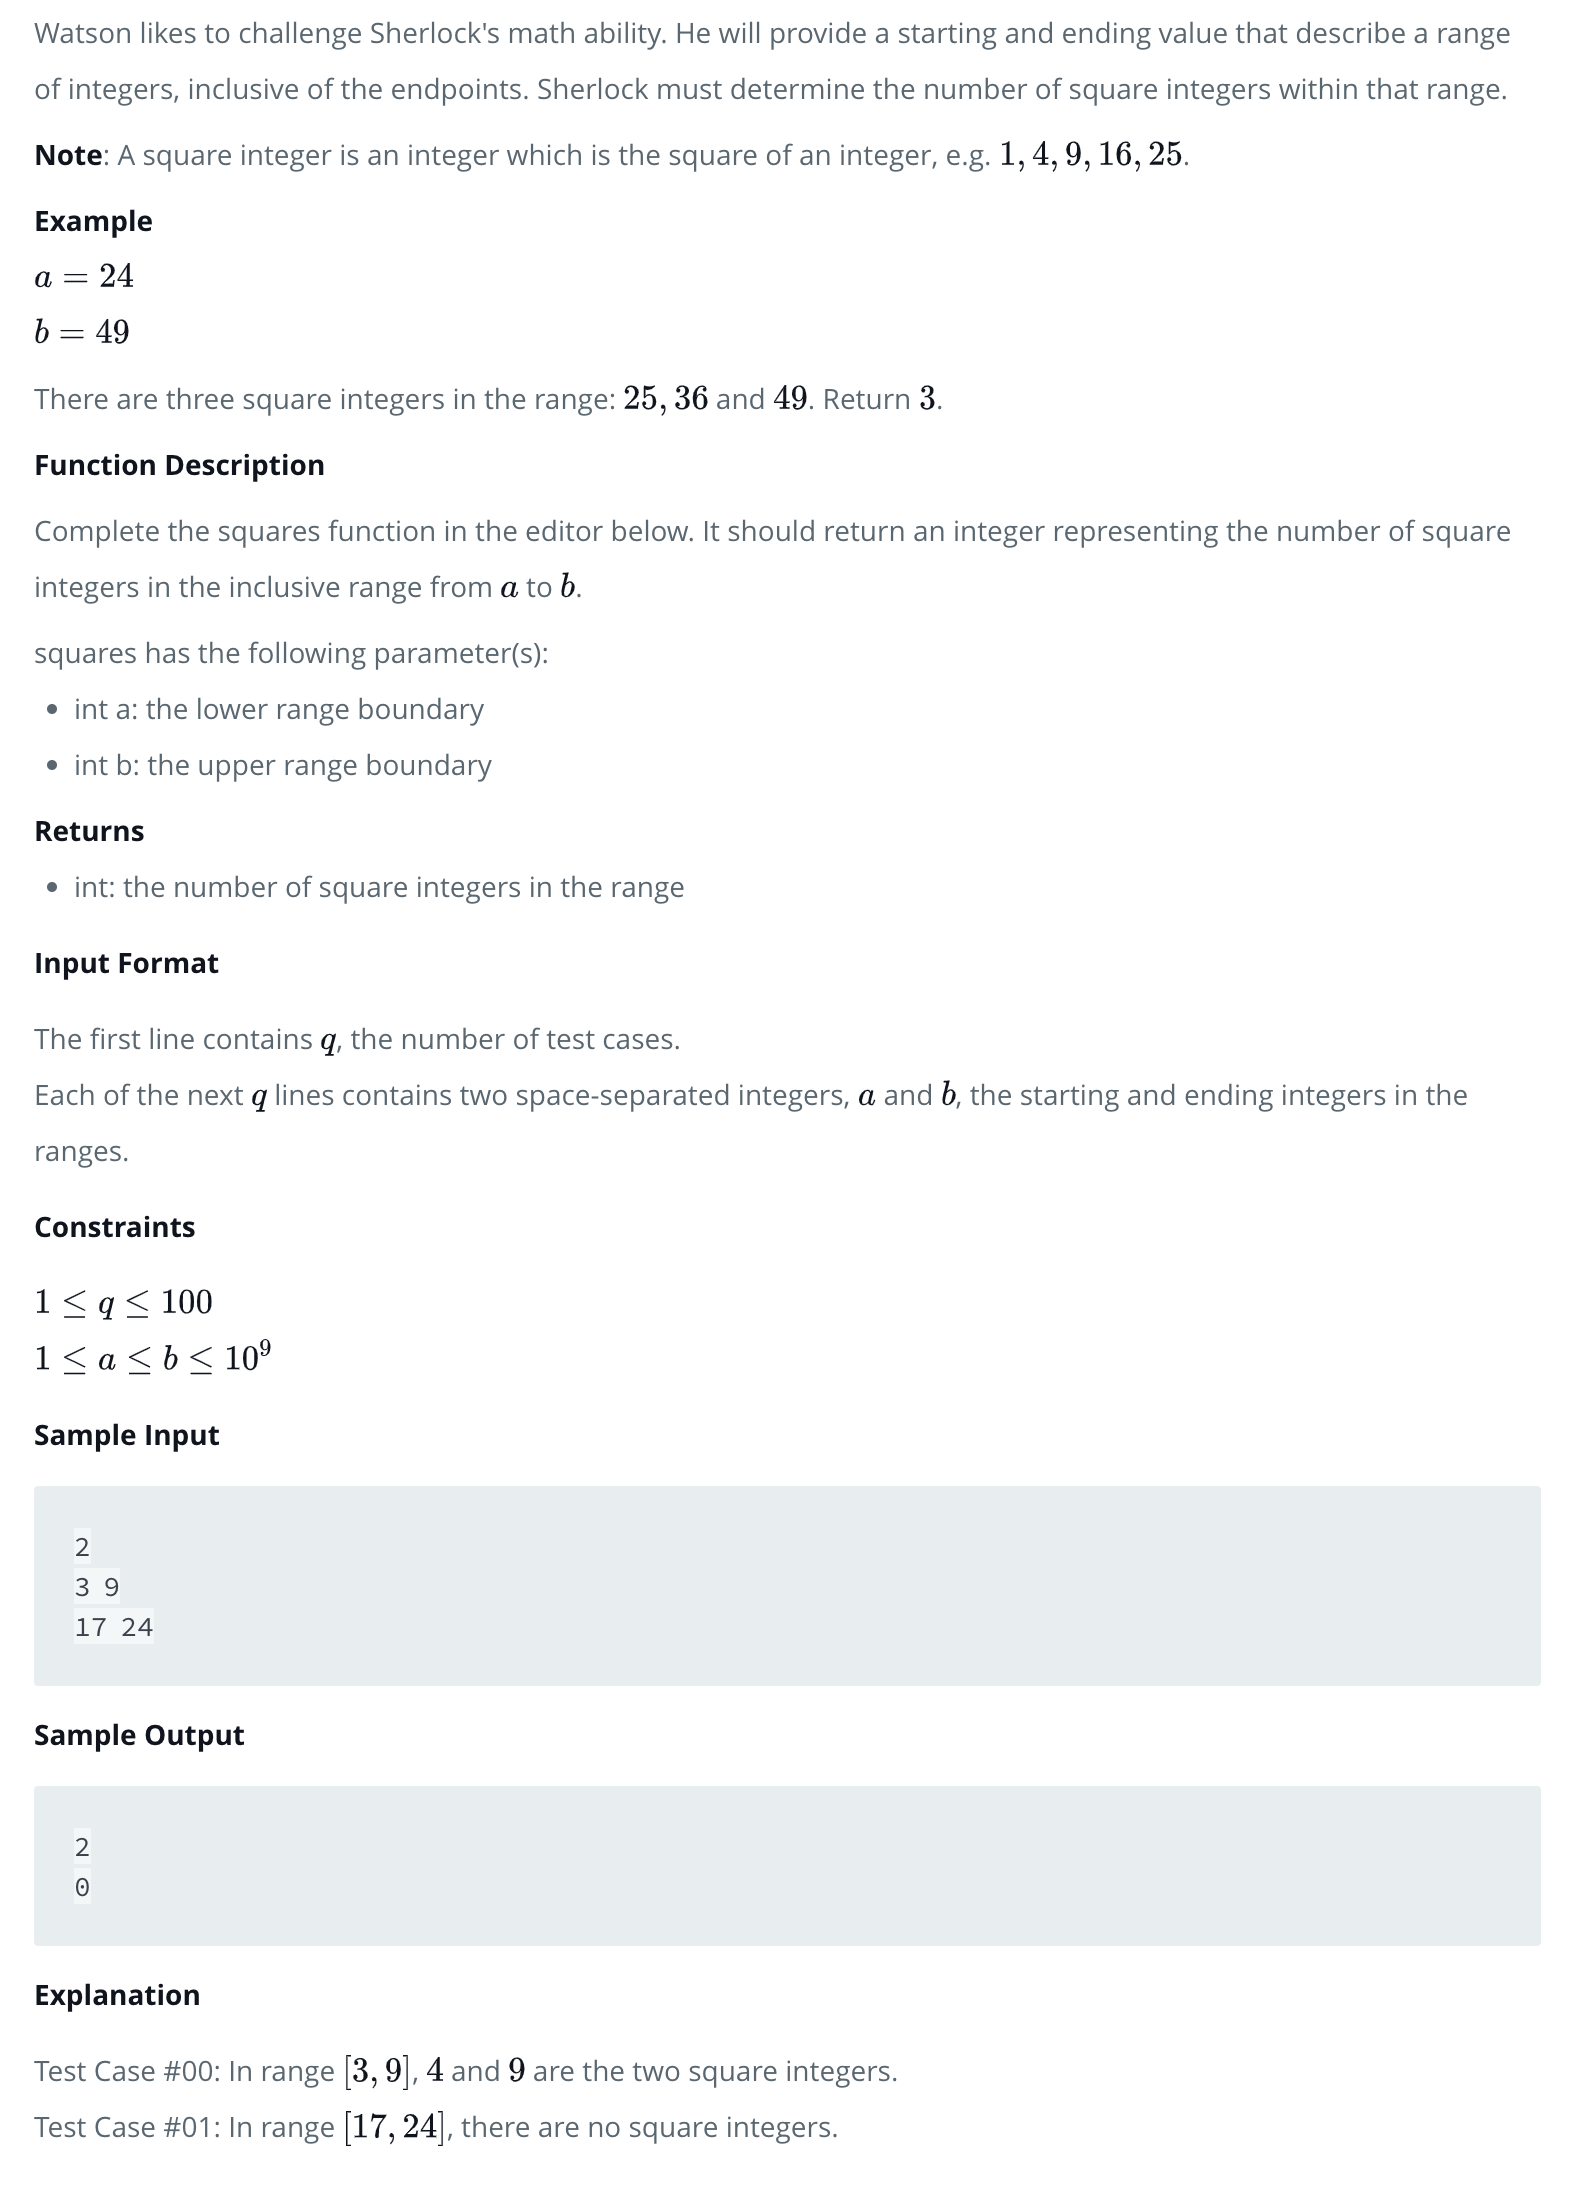 Watson likes to challenge Sherlock's math ability. He will provide a starting and ending value that describe a range
of integers, inclusive of the endpoints. Sherlock must determine the number of square integers within that range.
Note: A square integer is an integer which is the square of an integer, e.g. 1, 4, 9, 16, 25.
Example
a = 24
b = 49
There are three square integers in the range: 25, 36 and 49. Return 3.
Function Description
Complete the squares function in the editor below. It should return an integer representing the number of square
integers in the inclusive range from a to b.
squares has the following parameter(s):
• int a: the lower range boundary
• int b: the upper range boundary
Returns
• int: the number of square integers in the range
Input Format
The first line contains q, the number of test cases.
Each of the next q lines contains two space-separated integers, a and b, the starting and ending integers in the
ranges.
Constraints
1 ≤ q ≤ 100
1 ≤ a ≤ b ≤ 10⁹
Sample Input
2
3 9
17 24
Sample Output
2
0
Explanation
Test Case #00: In range [3, 9], 4 and 9 are the two square integers.
Test Case #01: In range [17, 24], there are no square integers.